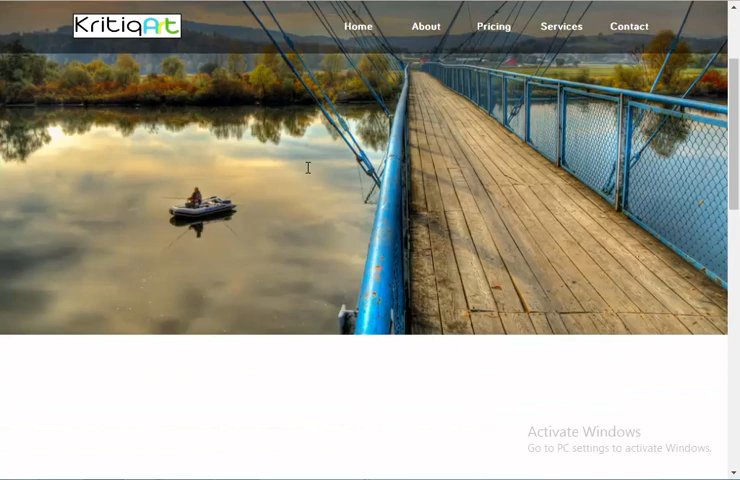 KritiqArt
Home About Pricing Services Contact
Activate Windows
Go to PC settings to activate Windows.